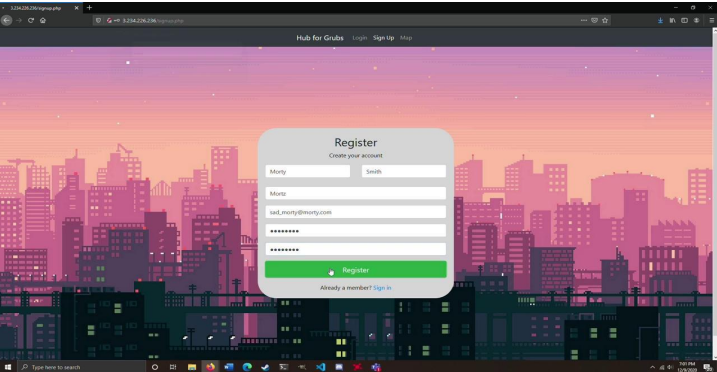 3.234.226.236/signup.php
3.234.226.236/signup.php
Hub for Grubs Login Sign Up Map
Register
Create your account
Morty Smith
sad_morty@morty.com
Register
Already a member? Sign in
Type here to search
7:01 PM
12/9/2020